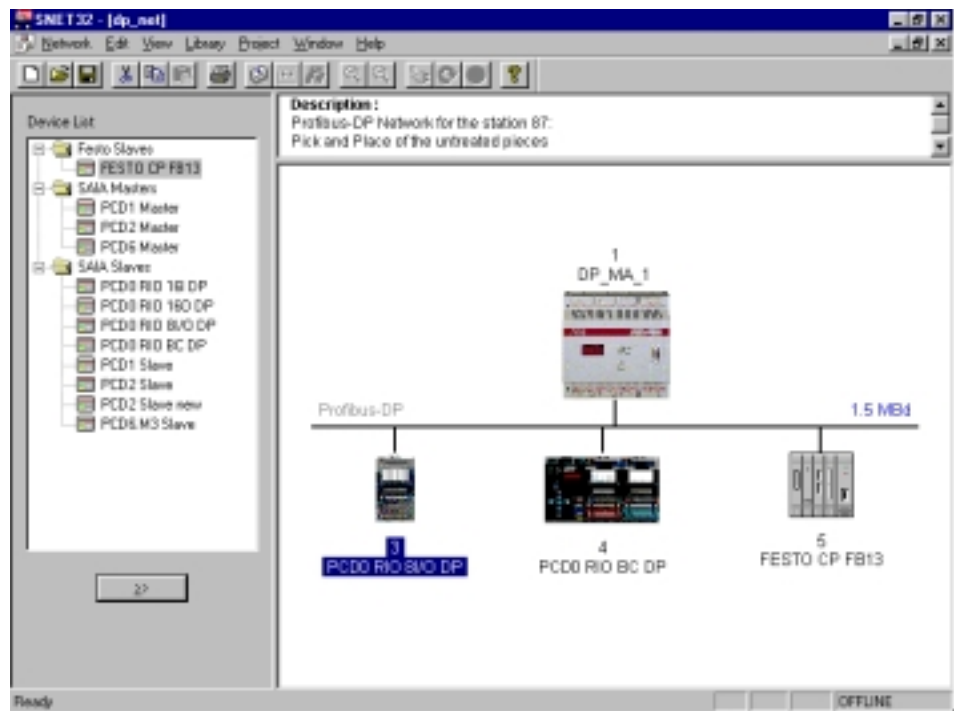 SNET32 - [dp_net]
Network Edit View Library Project Window Help
Device List
Festo Slaves
FESTO CP FB13
SAIA Masters
PCD1 Master
PCD2 Master
PCD6 Master
SAIA Slaves
PCD0 RIO 16I DP
PCD0 RIO 16O DP
PCD0 RIO 8I/O DP
PCD0 RIO BC DP
PCD1 Slave
PCD2 Slave
PCD2 Slave new
PCD6.M3 Slave
>>
Description :
Profibus-DP Network for the station 87:
Pick and Place of the untreated pieces
1
DP_MA_1
Profibus-DP
1.5 MBd
3
PCD0 RIO 8I/O DP
4
PCD0 RIO BC DP
5
FESTO CP FB13
Ready
OFFLINE